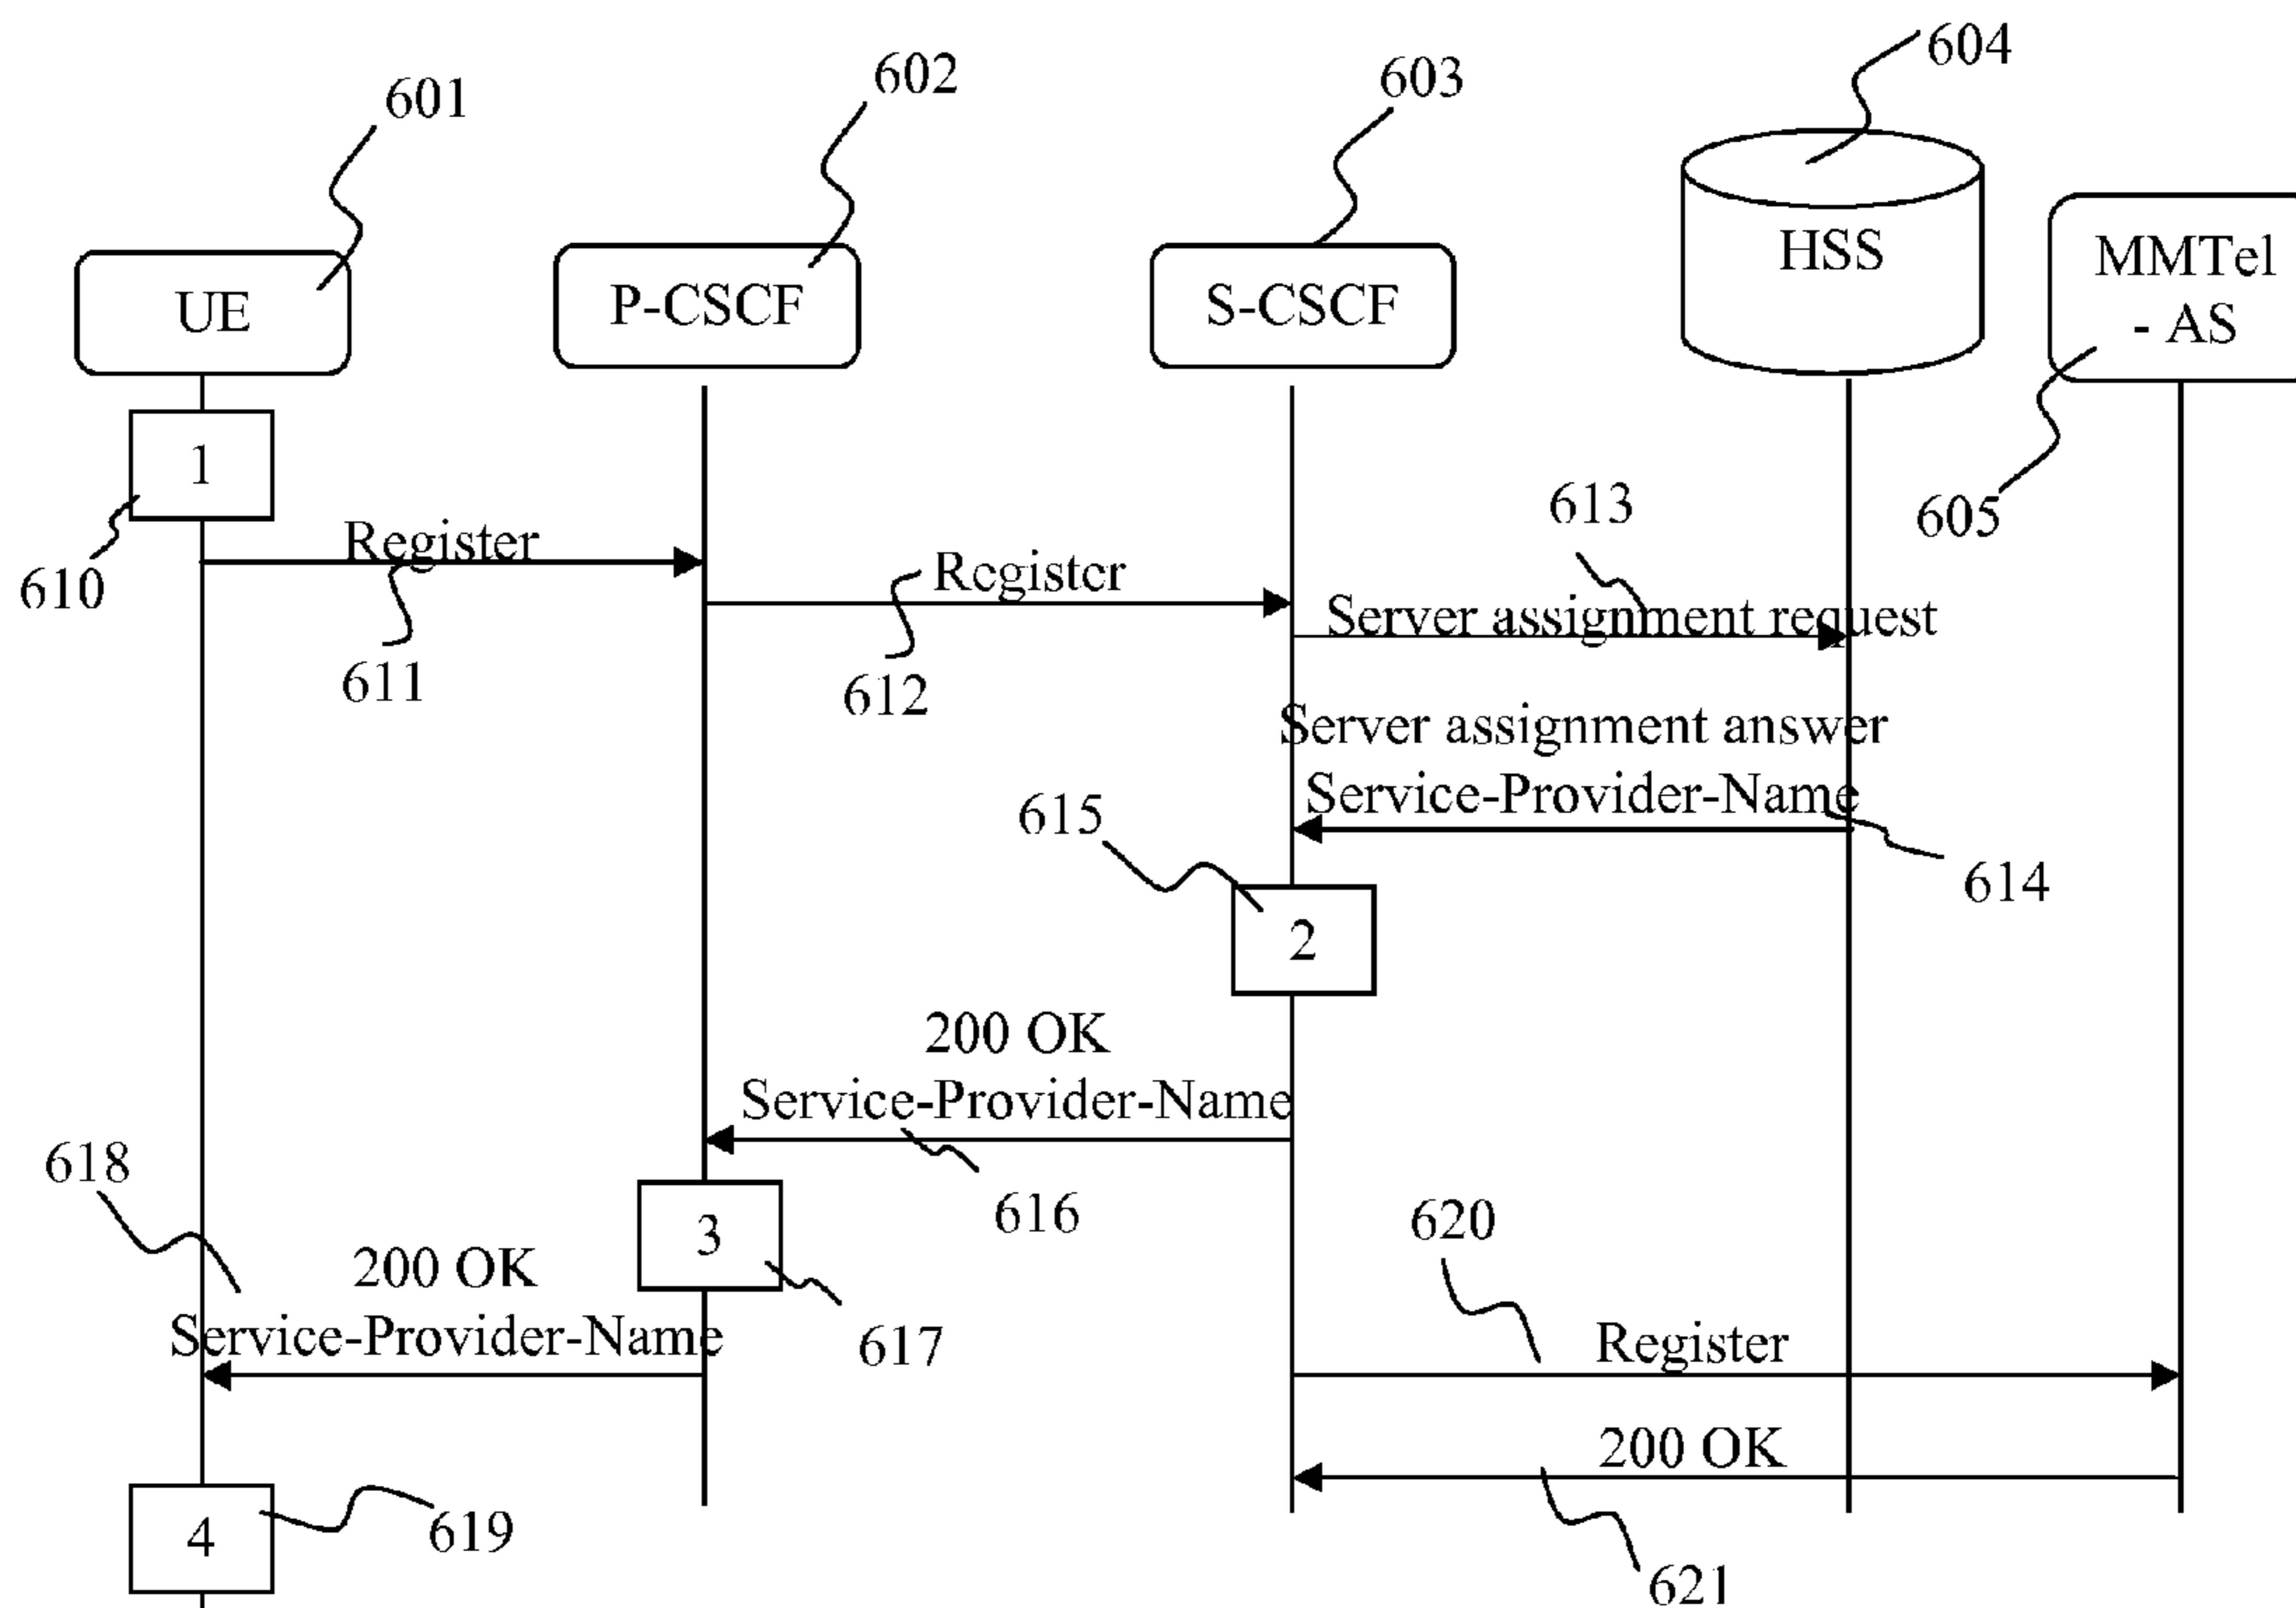 604
602
603
601
HSS
MMTel
- AS
UE
P-CSCF
S-CSCF
1
613
605
Register
Register
610
Server assignment request
611
612
Server assignment answer
Service-Provider-Name
615
614
2
200 OK
Service-Provider-Name
618
616
620
3
200 OK
Service-Provider-Name
617
Register
200 OK
4
619
621